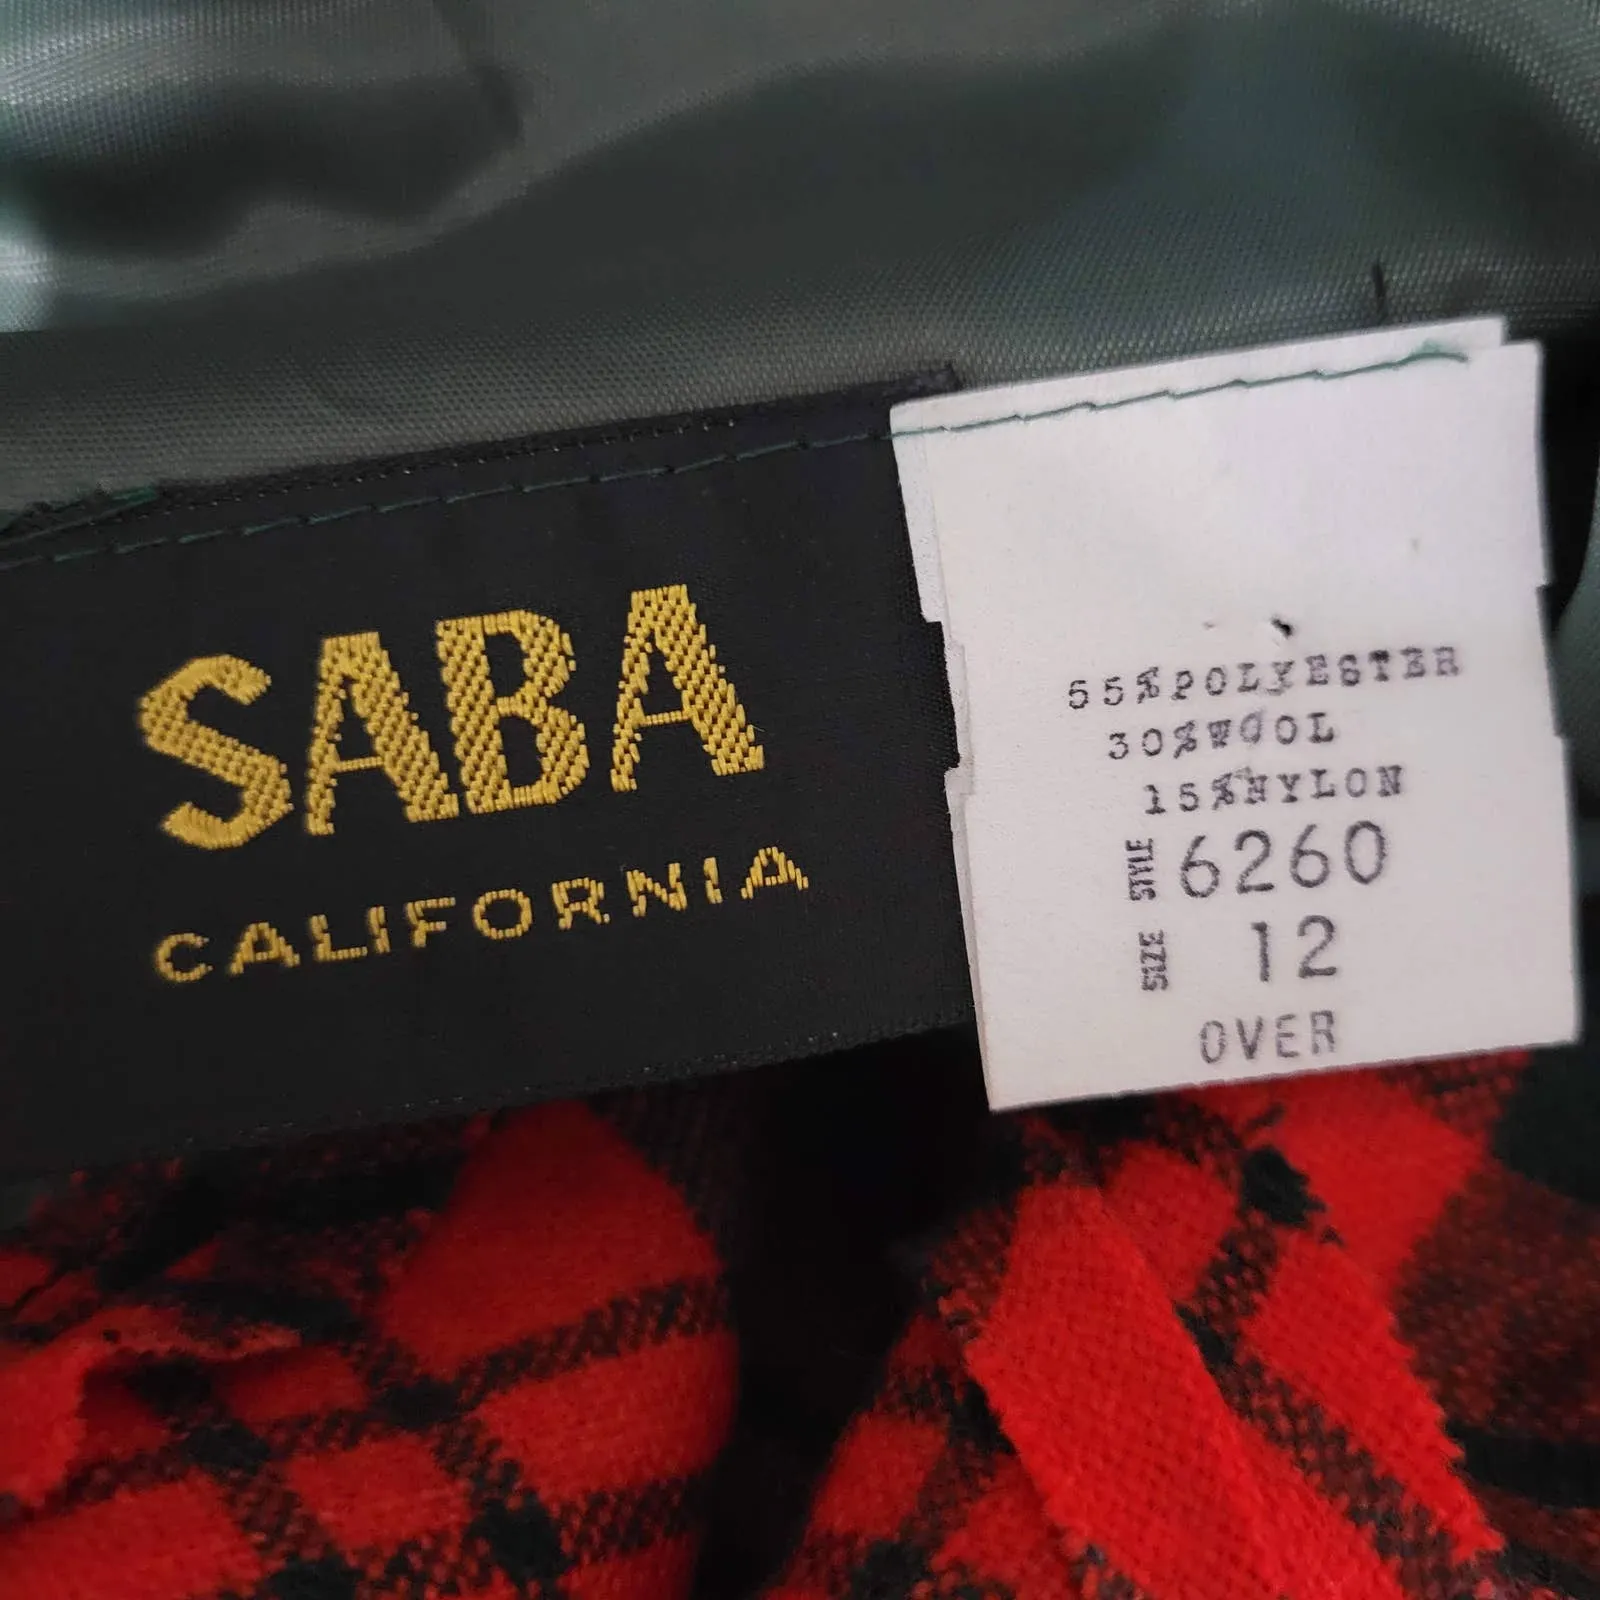 SABA
CALIFORNIA
55%POLYESTER
30%WOOL
15%NYLON
STYLE 6260
SIZE 12
OVER